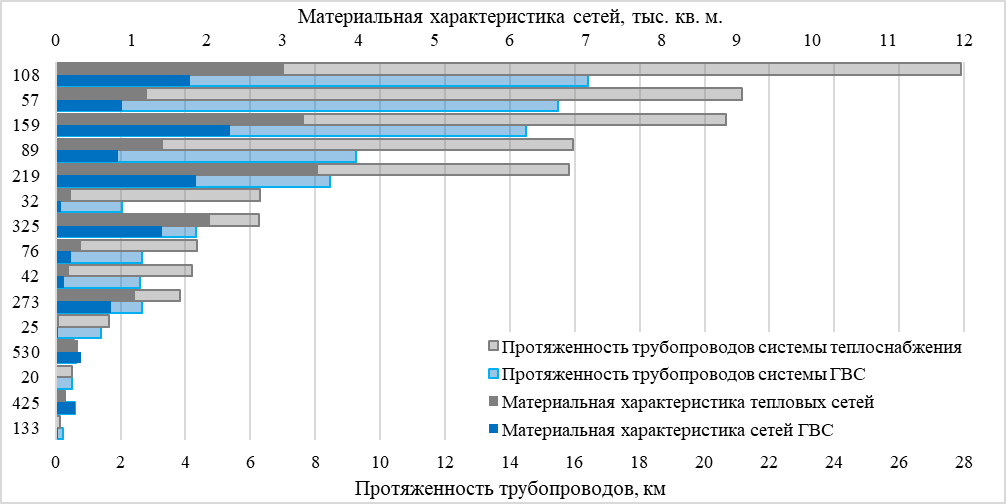 Материальная характеристика сетей, тыс. кв. м.
0 1 2 3 4 5 6 7 8 9 10 11 12
108
57
159
89
219
32
325
76
42
273
25
530
20
425
133
Протяженность трубопроводов системы теплоснабжения
Протяженность трубопроводов системы ГВС
Материальная характеристика тепловых сетей
Материальная характеристика сетей ГВС
0 2 4 6 8 10 12 14 16 18 20 22 24 26 28
Протяженность трубопроводов, км